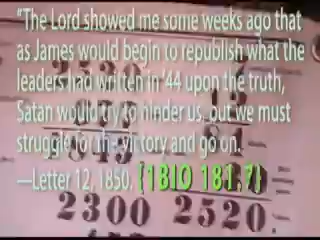 "The Lord showed me some weeks ago that
as James would begin to republish what the
leaders had written in '44 upon the truth,
Satan would try to hinder us, but we must
struggle for the victory and go on.
—Letter 12, 1850. {1BIO 181.7}
2300 2520